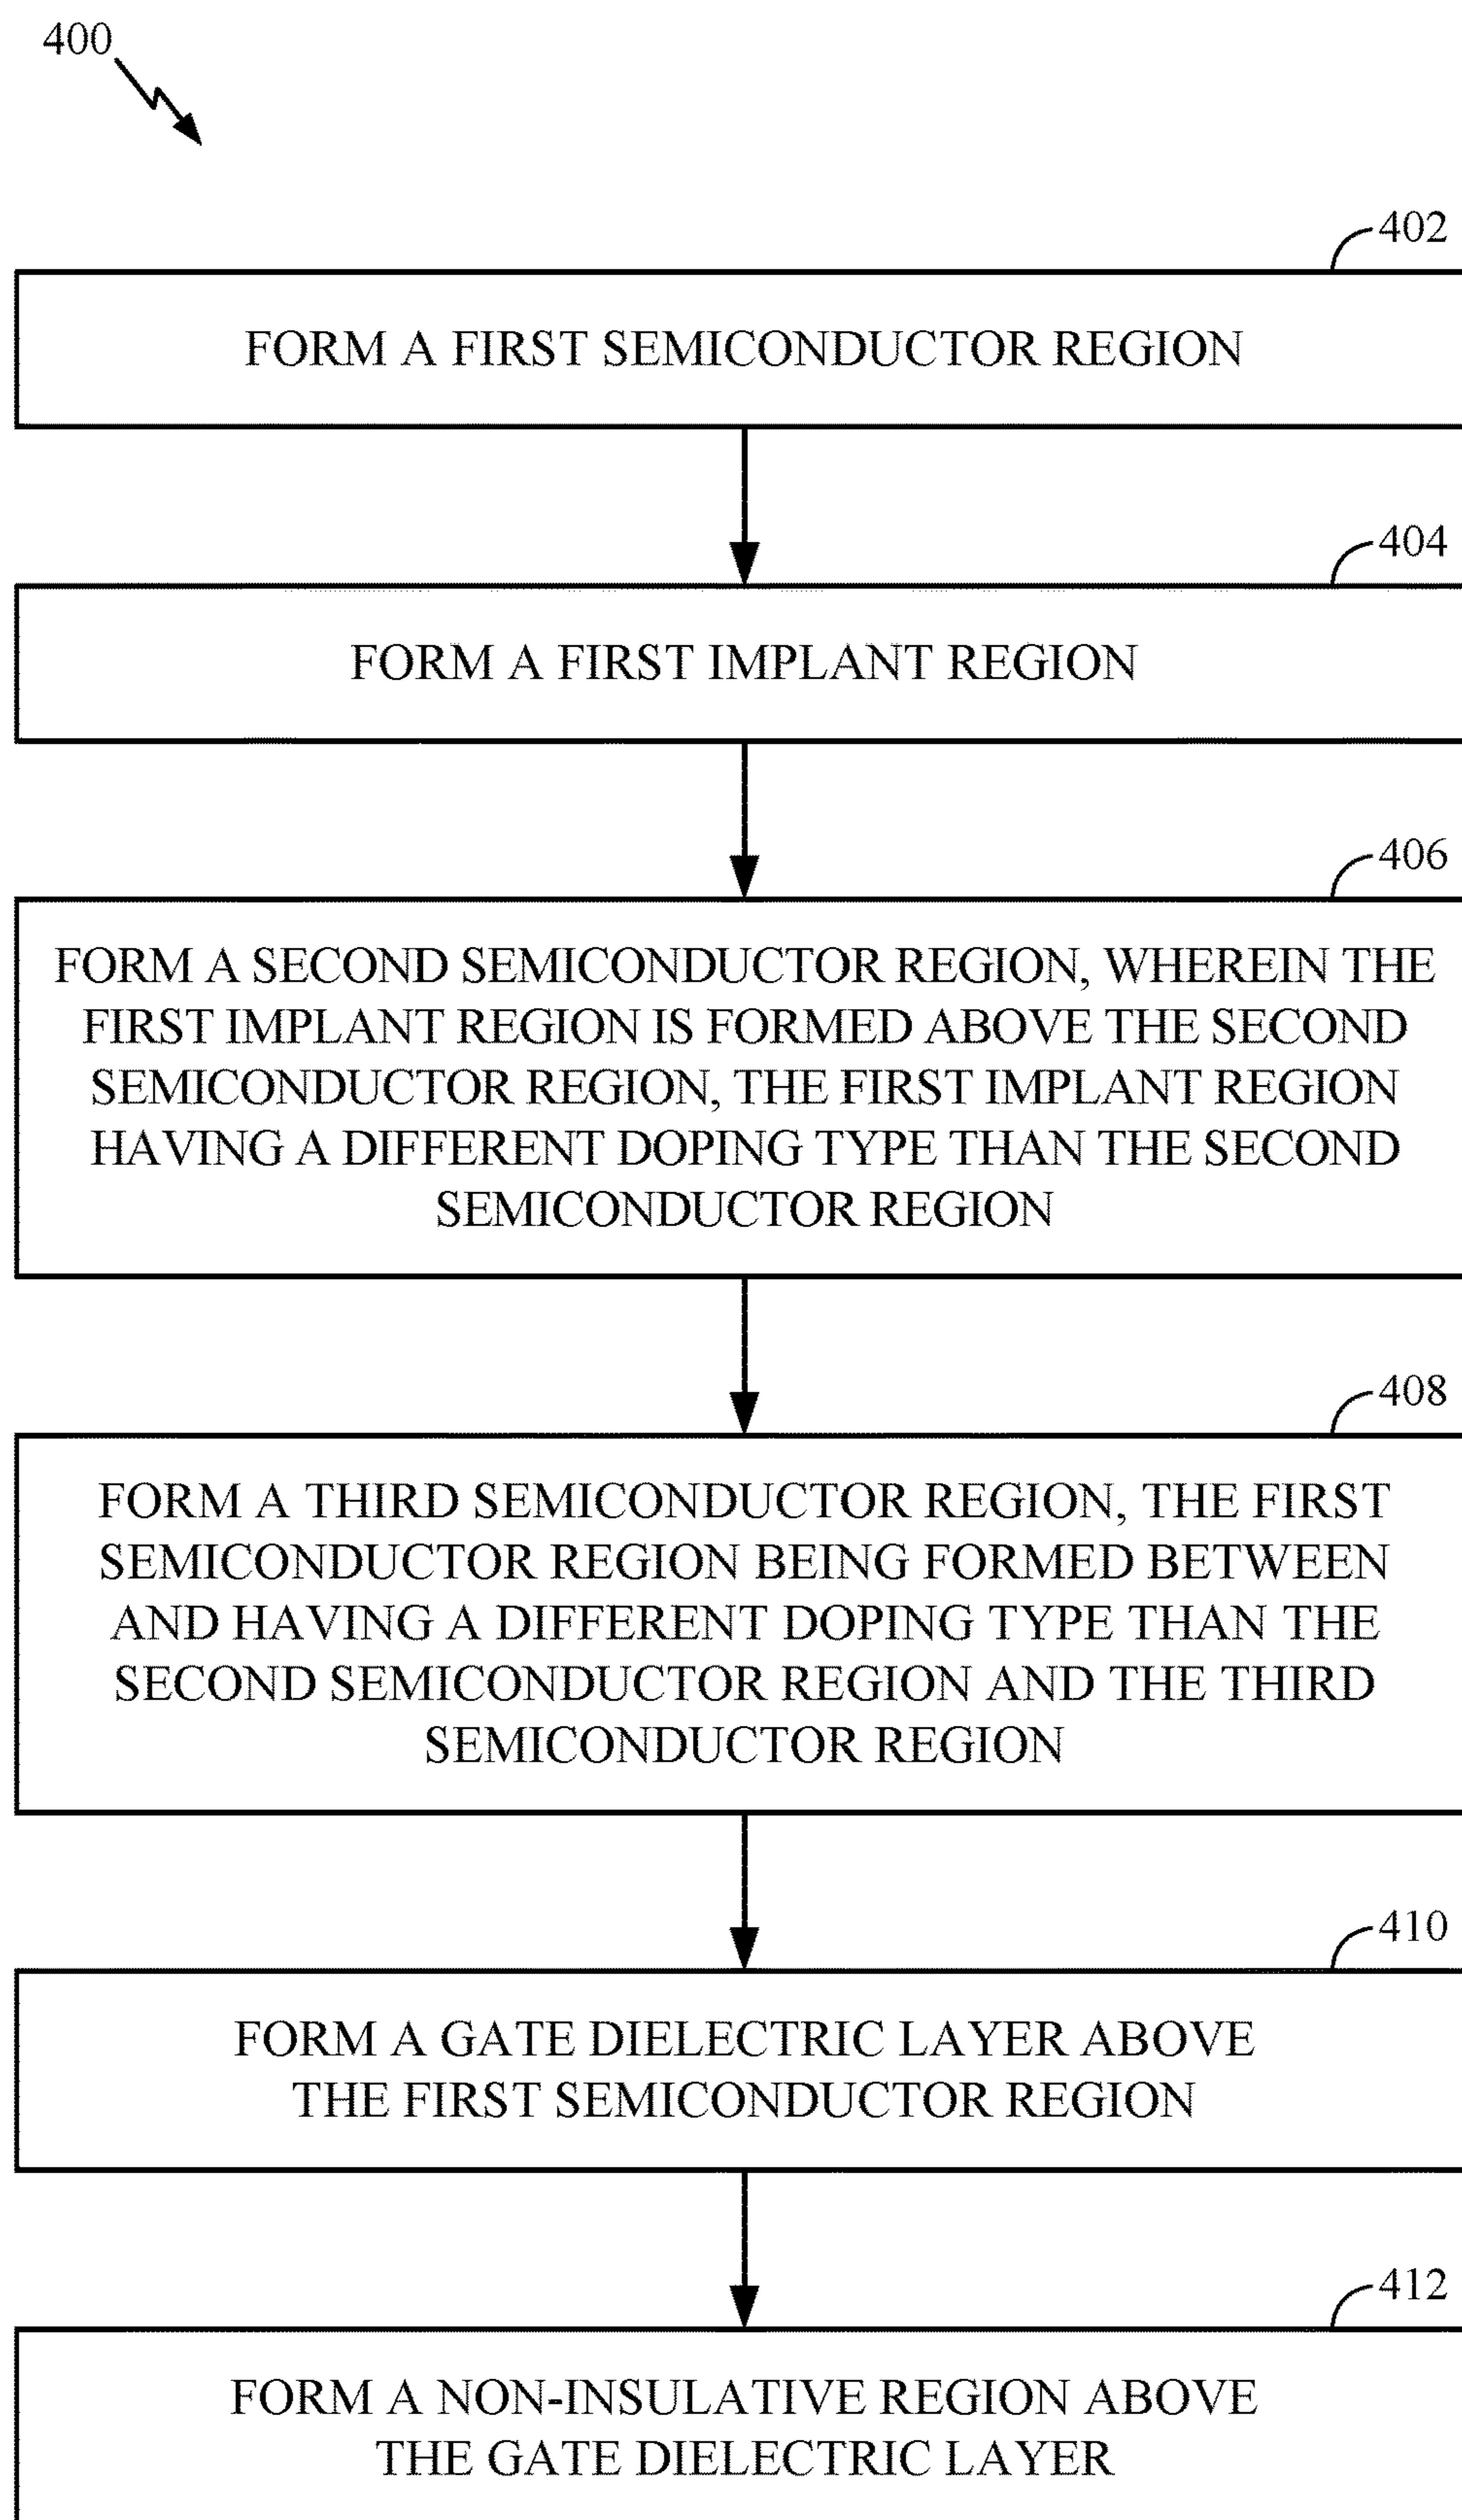 400
402
FORM A FIRST SEMICONDUCTOR REGION
404
FORM A FIRST IMPLANT REGION
406
FORM A SECOND SEMICONDUCTOR REGION, WHEREIN THE
FIRST IMPLANT REGION IS FORMED ABOVE THE SECOND
SEMICONDUCTOR REGION, THE FIRST IMPLANT REGION
HAVING A DIFFERENT DOPING TYPE THAN THE SECOND
SEMICONDUCTOR REGION
408
FORM A THIRD SEMICONDUCTOR REGION, THE FIRST
SEMICONDUCTOR REGION BEING FORMED BETWEEN
AND HAVING A DIFFERENT DOPING TYPE THAN THE
SECOND SEMICONDUCTOR REGION AND THE THIRD
SEMICONDUCTOR REGION
410
FORM A GATE DIELECTRIC LAYER ABOVE
THE FIRST SEMICONDUCTOR REGION
412
FORM A NON-INSULATIVE REGION ABOVE
THE GATE DIELECTRIC LAYER